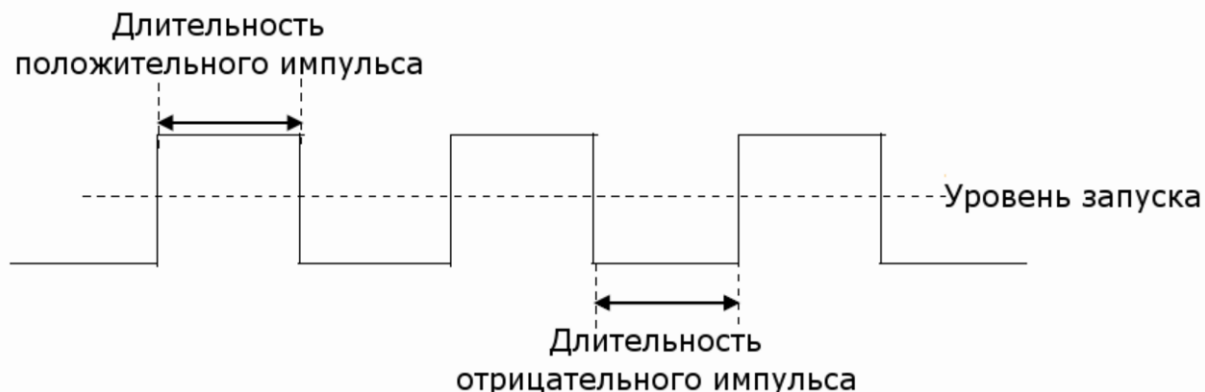 Длительность
положительного импульса
Уровень запуска
Длительность
отрицательного импульса